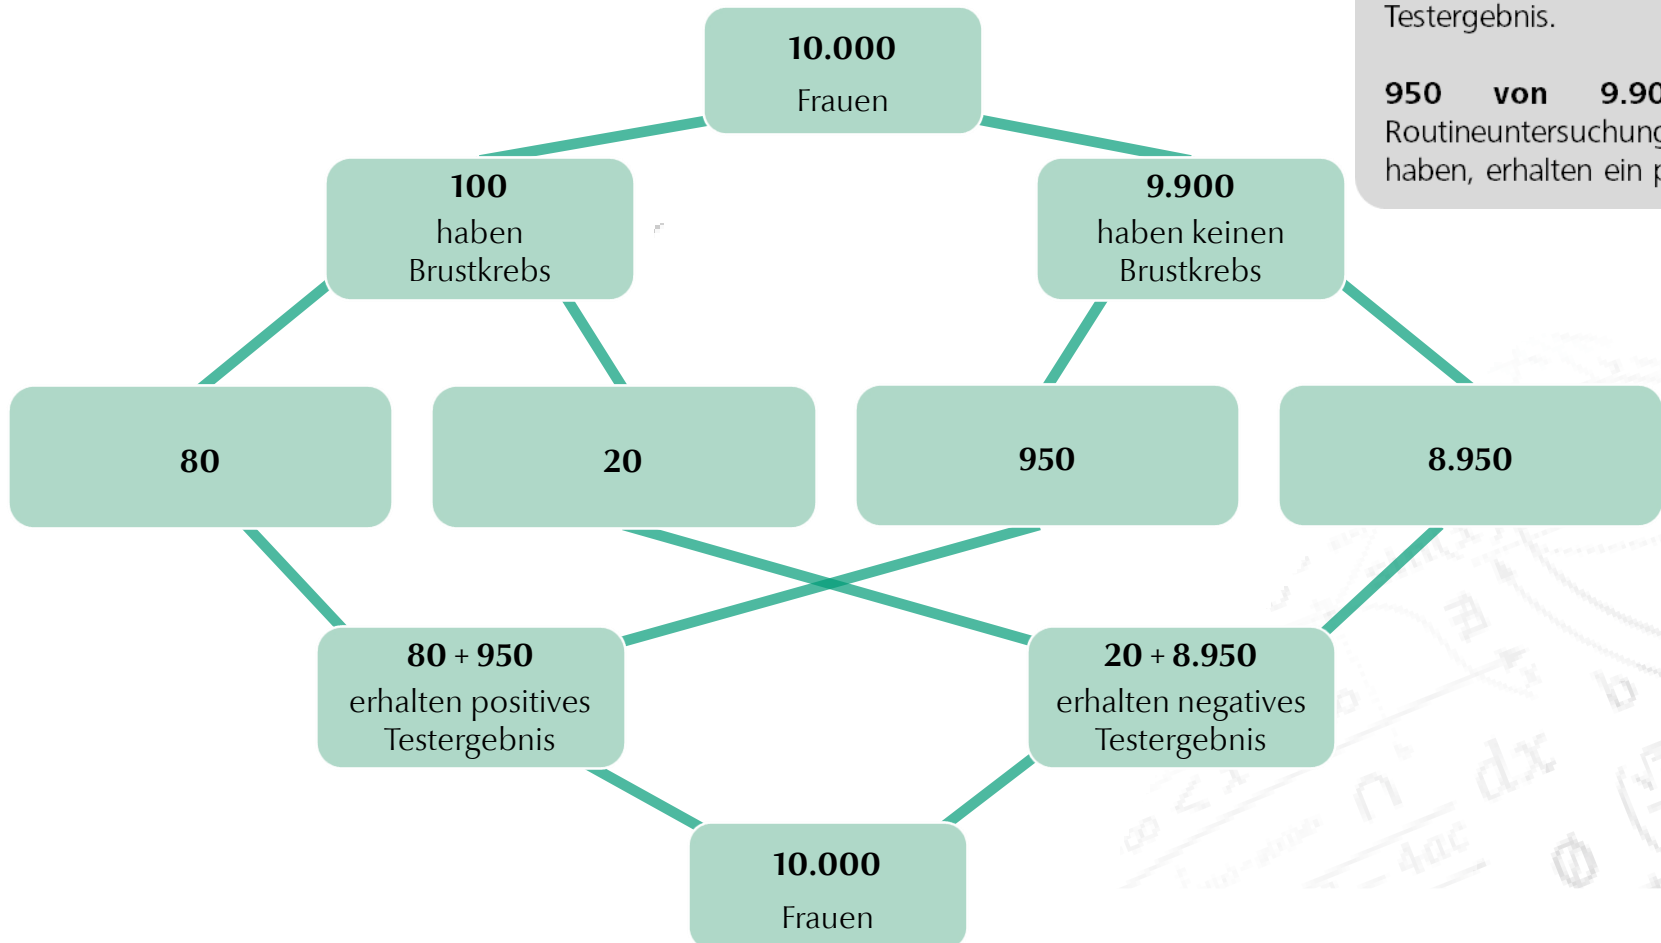 Testergebnis.
950 von 9.90
Routineuntersuchung
haben, erhalten ein p
10.000
Frauen
100
haben
Brustkrebs
9.900
haben keinen
Brustkrebs
80
20
950
8.950
80 + 950
erhalten positives
Testergebnis
20 + 8.950
erhalten negatives
Testergebnis
10.000
Frauen